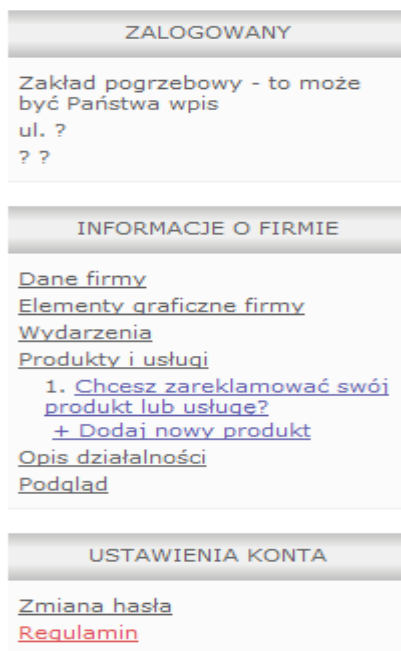 ZALOGOWANY
Zakład pogrzebowy - to może
być Państwa wpis
ul. ?
? ?
INFORMACJE O FIRMIE
Dane firmy
Elementy graficzne firmy
Wydarzenia
Produkty i usługi
1. Chcesz zareklamować swój
produkt lub usługę?
+ Dodaj nowy produkt
Opis działalności
Podgląd
USTAWIENIA KONTA
Zmiana hasła
Regulamin